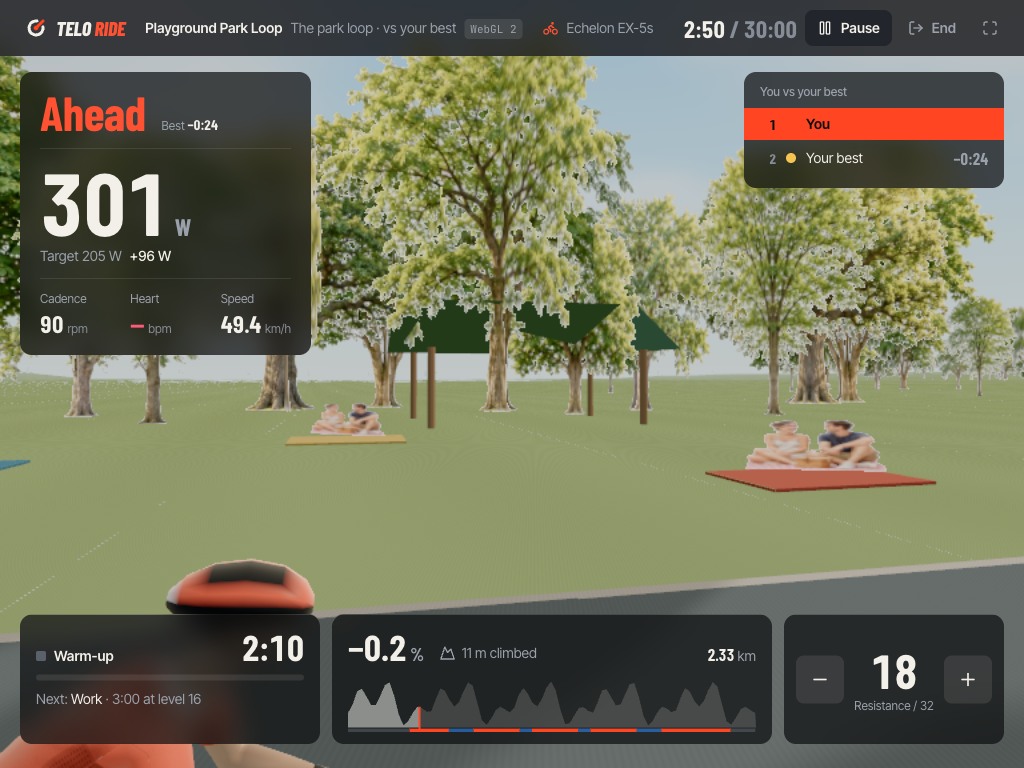 TELO RIDE Playground Park Loop The park loop · vs your best WebGL 2 Echelon EX-5s 2:50 / 30:00 Pause End
Ahead Best −0:24
301 W
Target 205 W +96 W
Cadence Heart Speed
90 rpm — bpm 49.4 km/h
You vs your best
1 You
2 Your best −0:24
Warm-up 2:10
Next: Work · 3:00 at level 16
−0.2 % 11 m climbed 2.33 km
− 18 +
Resistance / 32